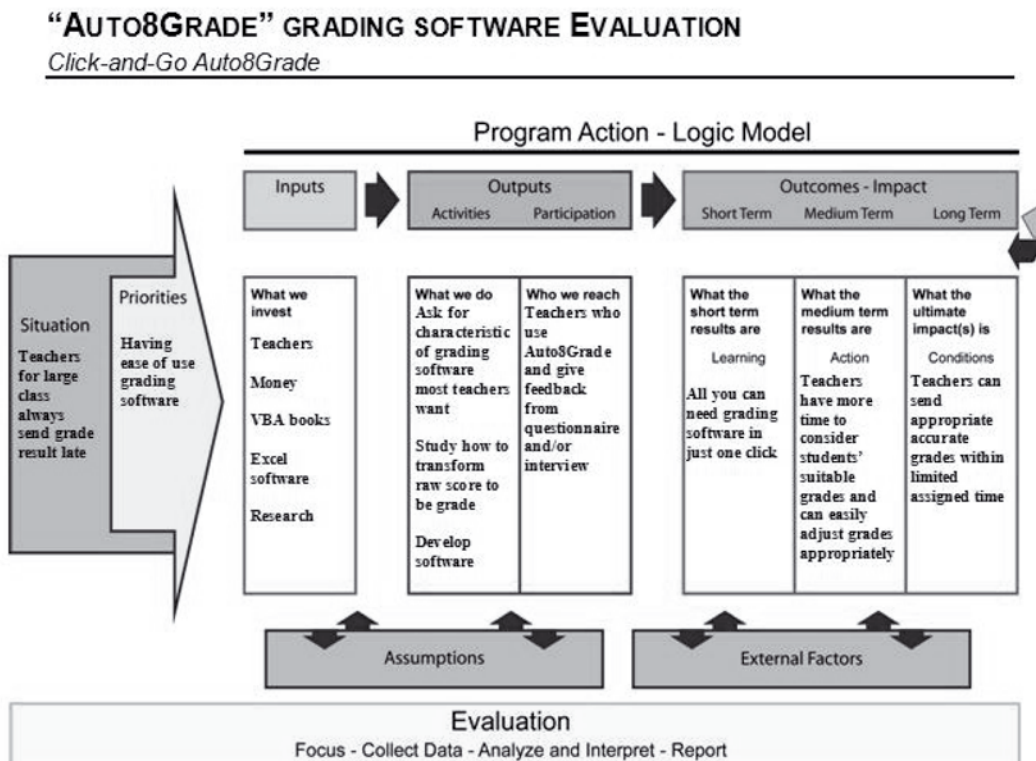 “AUTO8GRADE” GRADING SOFTWARE EVALUATION
Click-and-Go Auto8Grade
Program Action - Logic Model
Inputs
Outputs
Activities
Participation
Outcomes - Impact
Short Term
Medium Term
Long Term
Situation
Teachers
for large
class
always
send grade
result late
Priorities
Having
ease of use
grading
software
What we
invest
Teachers
Money
VBA books
Excel
software
Research
What we do
Ask for
characteristic
of grading
software
most teachers
want
Study how to
transform
raw score to
be grade
Develop
software
Who we reach
Teachers who
use
Auto8Grade
and give
feedback
from
questionnaire
and/or
interview
What the
short term
results are
Learning
All you can
need grading
software in
just one click
What the
medium term
results are
Action
Teachers
have more
time to
consider
students’
suitable
grades and
can easily
adjust grades
appropriately
What the
ultimate
impact(s) is
Conditions
Teachers can
send
appropriate
accurate
grades within
limited
assigned time
Assumptions
External Factors
Evaluation
Focus - Collect Data - Analyze and Interpret - Report